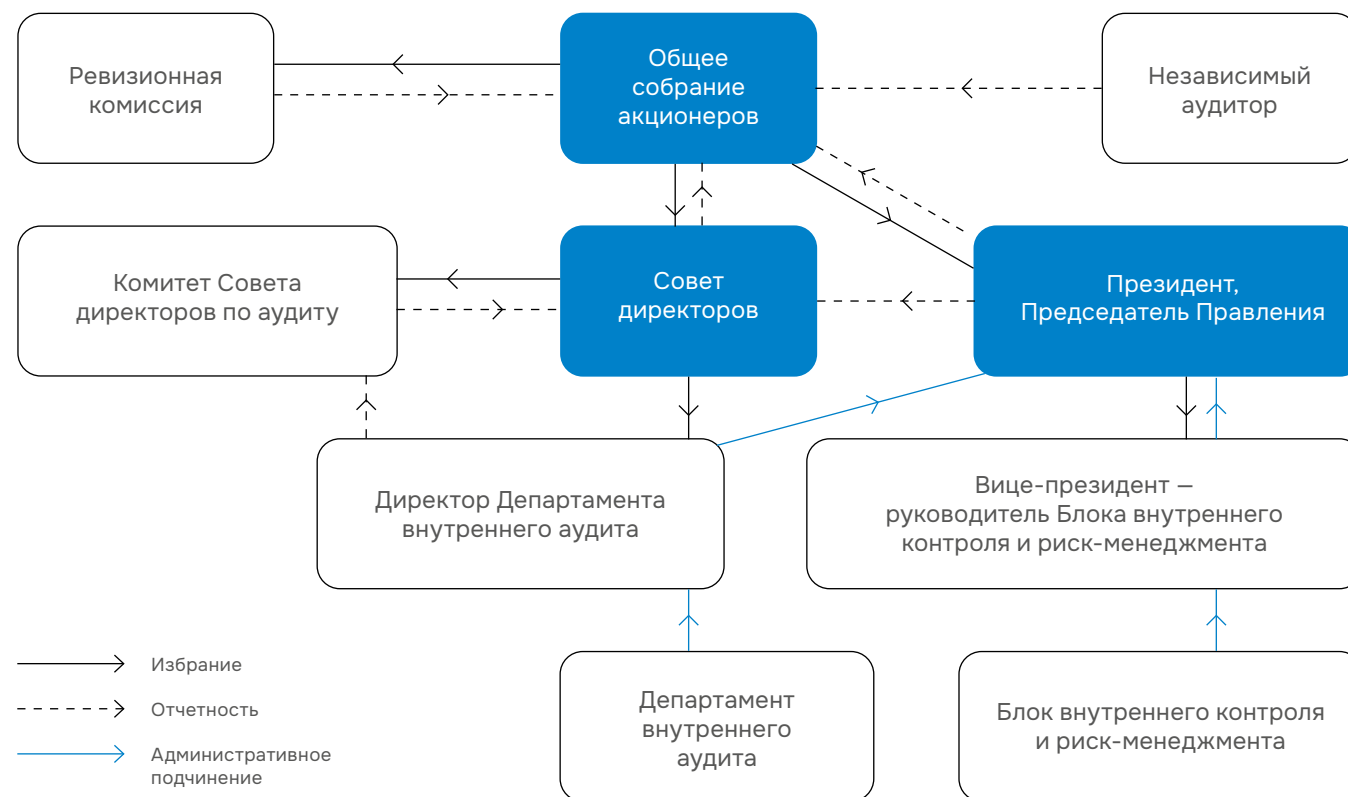 Ревизионная
комиссия
Общее
собрание
акционеров
Независимый
аудитор
Комитет Совета
директоров по аудиту
Совет
директоров
Президент,
Председатель Правления
Директор Департамента
внутреннего аудита
Вице-президент —
руководитель Блока внутреннего
контроля и риск-менеджмента
Избрание
Отчетность
Административное
подчинение
Департамент
внутреннего
аудита
Блок внутреннего контроля
и риск-менеджмента